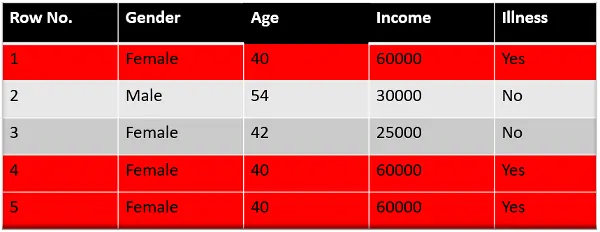 Row No. Gender Age Income Illness
1 Female 40 60000 Yes
2 Male 54 30000 No
3 Female 42 25000 No
4 Female 40 60000 Yes
5 Female 40 60000 Yes